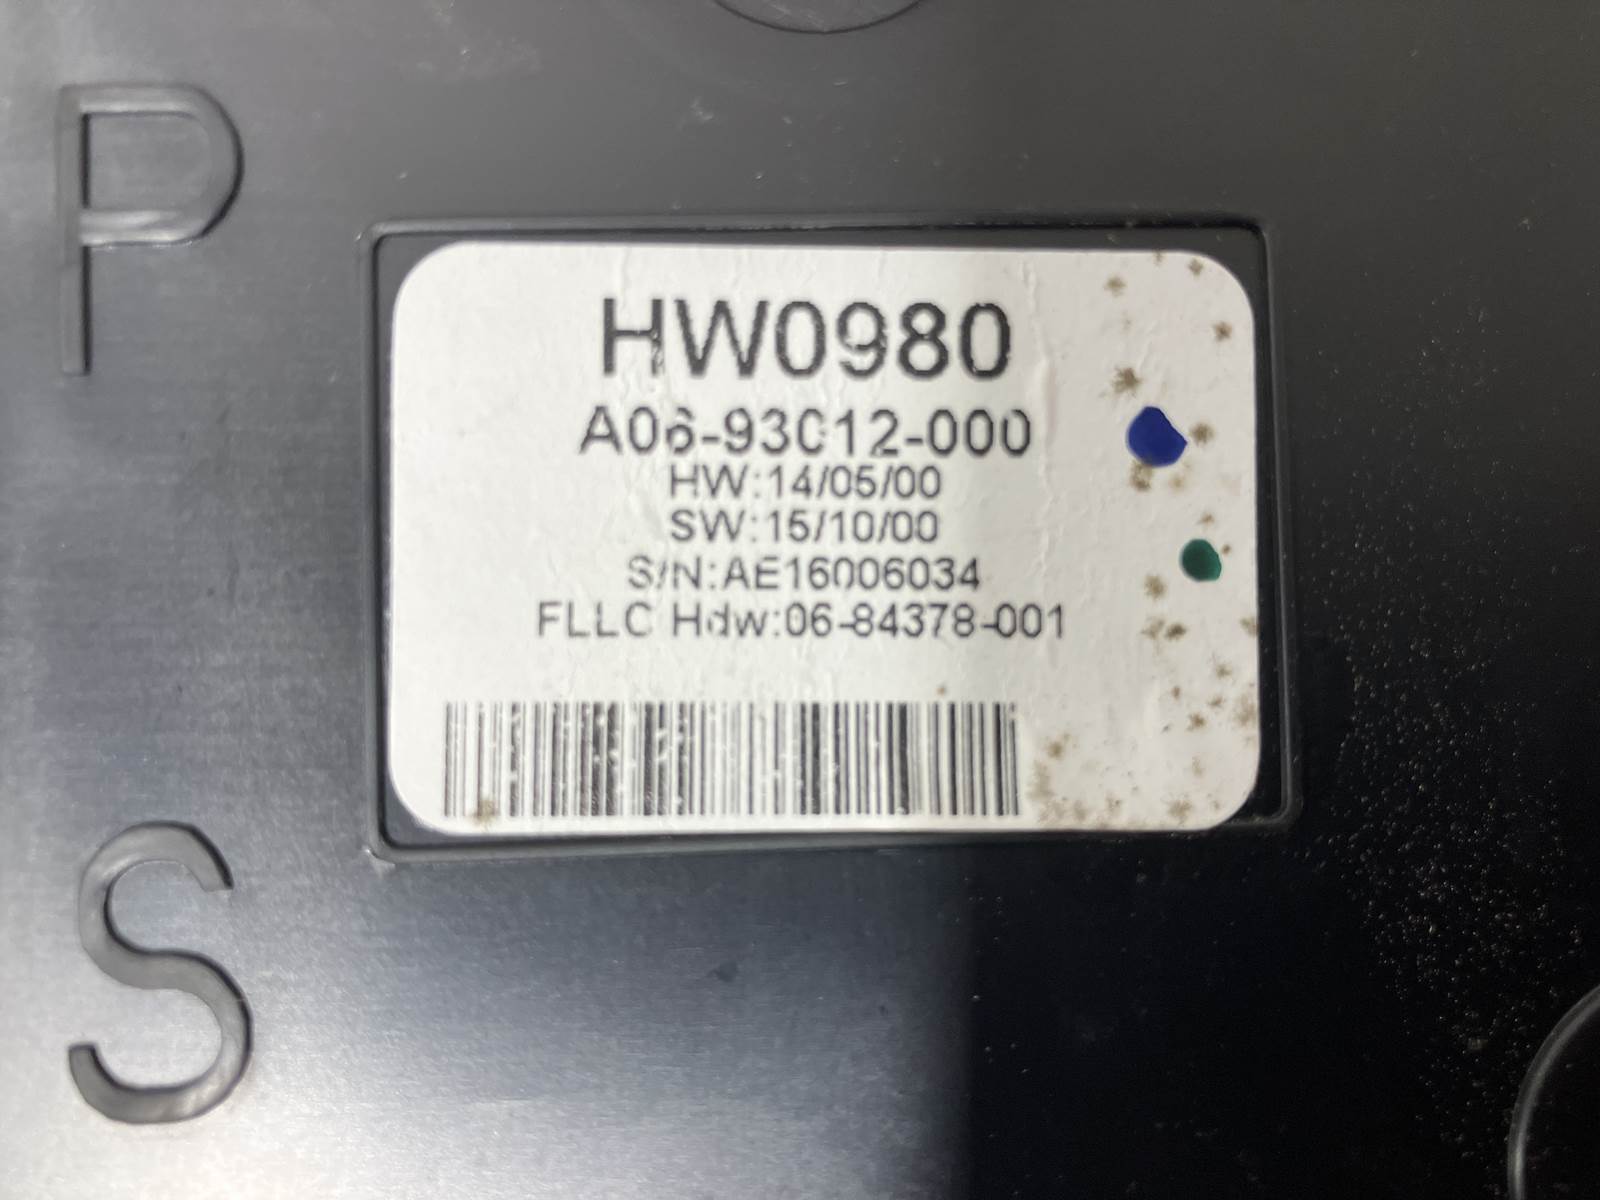 P
HW0980
A06-93012-000
HW:14/05/00
SW:15/10/00
S/N:AE16006034
FLLC Hdw:06-84378-001
S